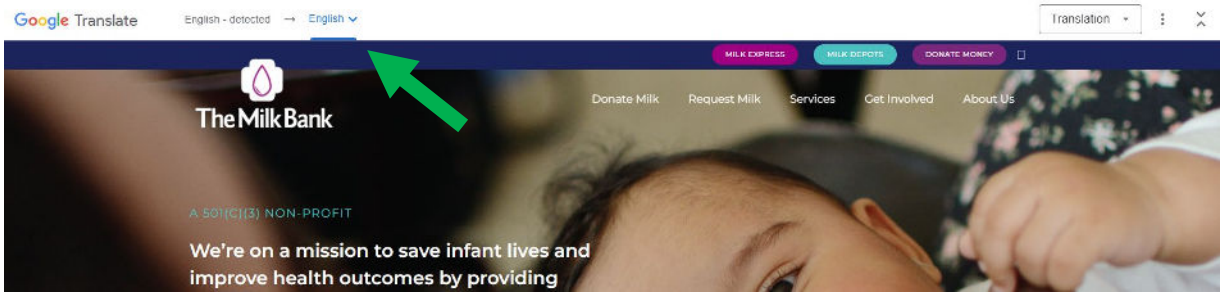 Google Translate English - detected → English Translation
MILK EXPRESS MILK DEPOTS DONATE MONEY
The Milk Bank
Donate Milk Request Milk Services Get Involved About Us
A 501(C)(3) NON-PROFIT
We're on a mission to save infant lives and
improve health outcomes by providing